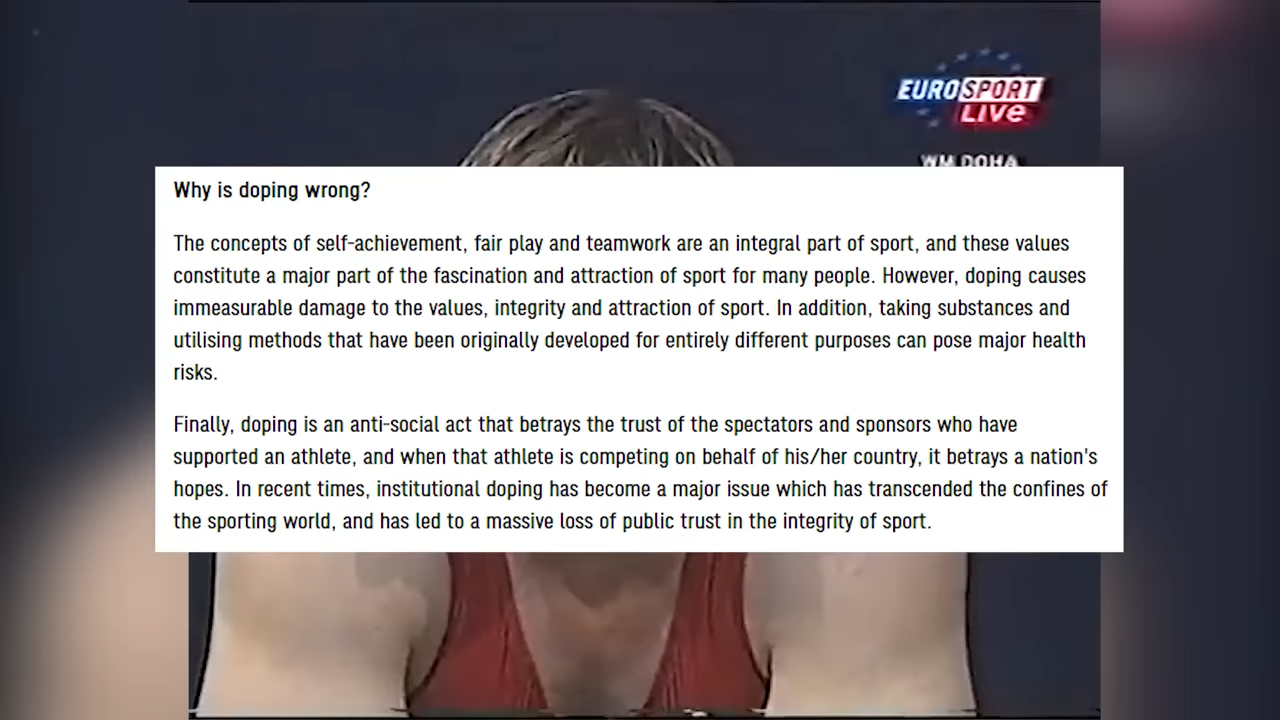 EUROSPORT
LIVE
WM DOHA
Why is doping wrong?
The concepts of self-achievement, fair play and teamwork are an integral part of sport, and these values
constitute a major part of the fascination and attraction of sport for many people. However, doping causes
immeasurable damage to the values, integrity and attraction of sport. In addition, taking substances and
utilising methods that have been originally developed for entirely different purposes can pose major health
risks.
Finally, doping is an anti-social act that betrays the trust of the spectators and sponsors who have
supported an athlete, and when that athlete is competing on behalf of his/her country, it betrays a nation's
hopes. In recent times, institutional doping has become a major issue which has transcended the confines of
the sporting world, and has led to a massive loss of public trust in the integrity of sport.